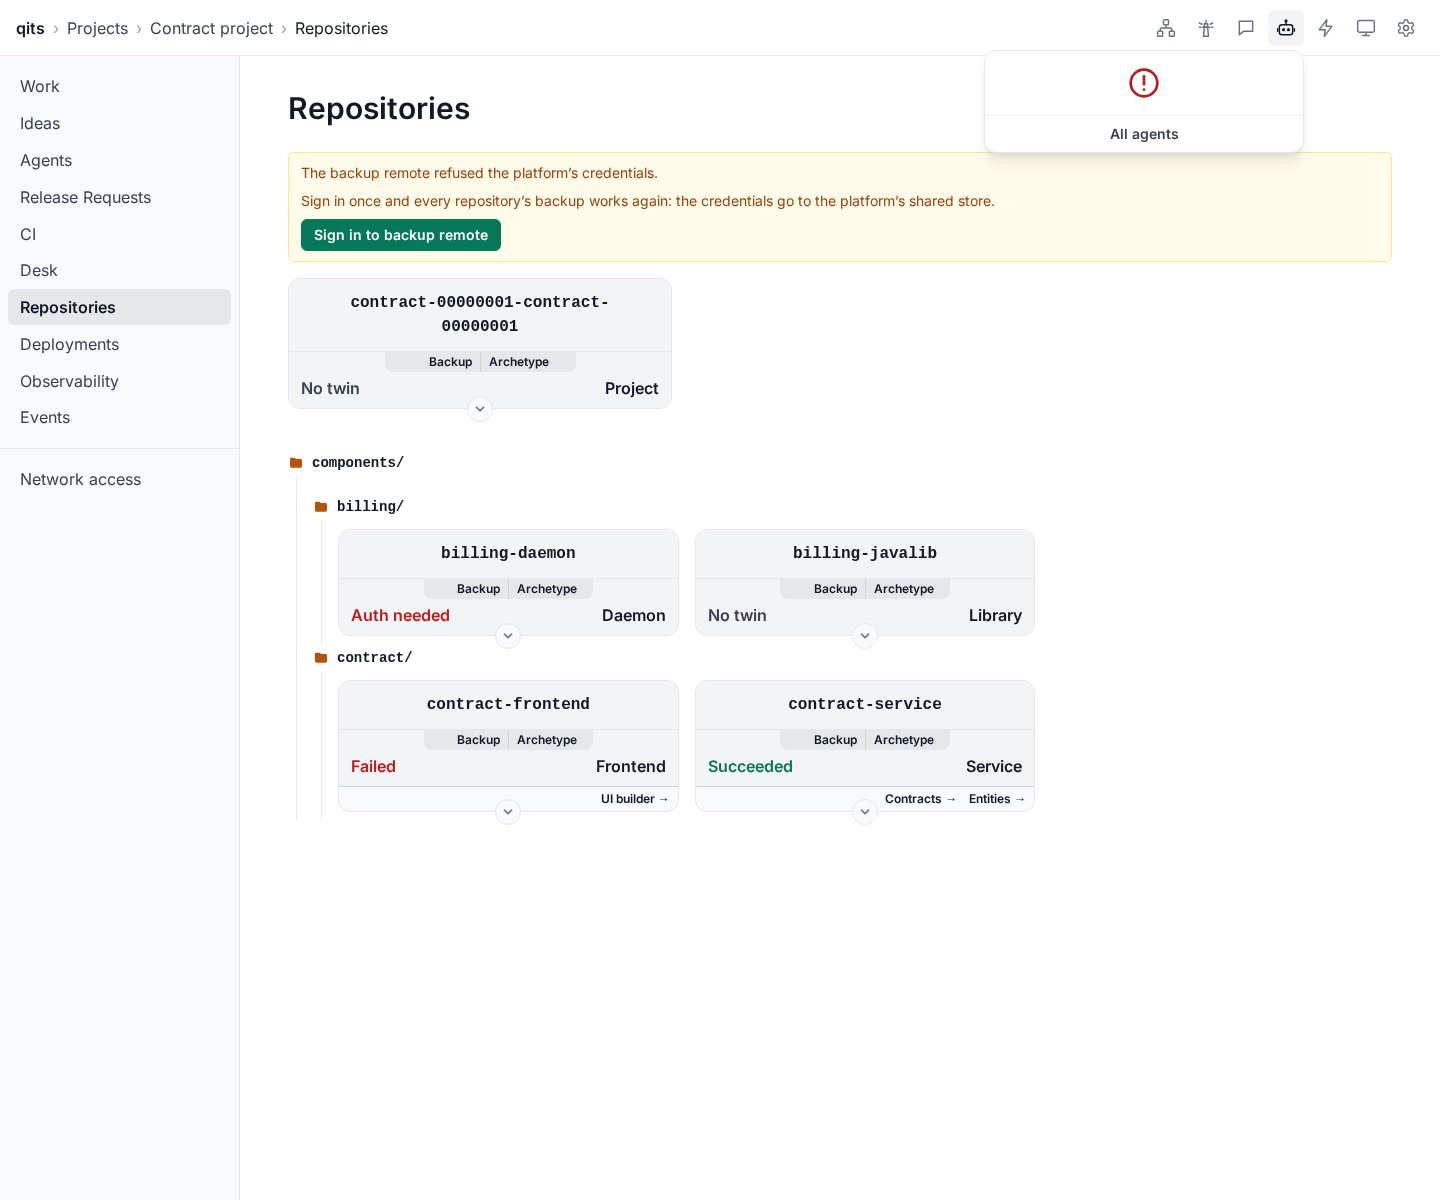 qits › Projects › Contract project › Repositories
All agents
Work
Ideas
Agents
Release Requests
CI
Desk
Repositories
Deployments
Observability
Events
Network access
Repositories
The backup remote refused the platform’s credentials.
Sign in once and every repository’s backup works again: the credentials go to the platform’s shared store.
Sign in to backup remote
contract-00000001-contract-
00000001
Backup Archetype
No twin Project
components/
billing/
billing-daemon
Backup Archetype
Auth needed Daemon
billing-javalib
Backup Archetype
No twin Library
contract/
contract-frontend
Backup Archetype
Failed Frontend
UI builder →
contract-service
Backup Archetype
Succeeded Service
Contracts → Entities →